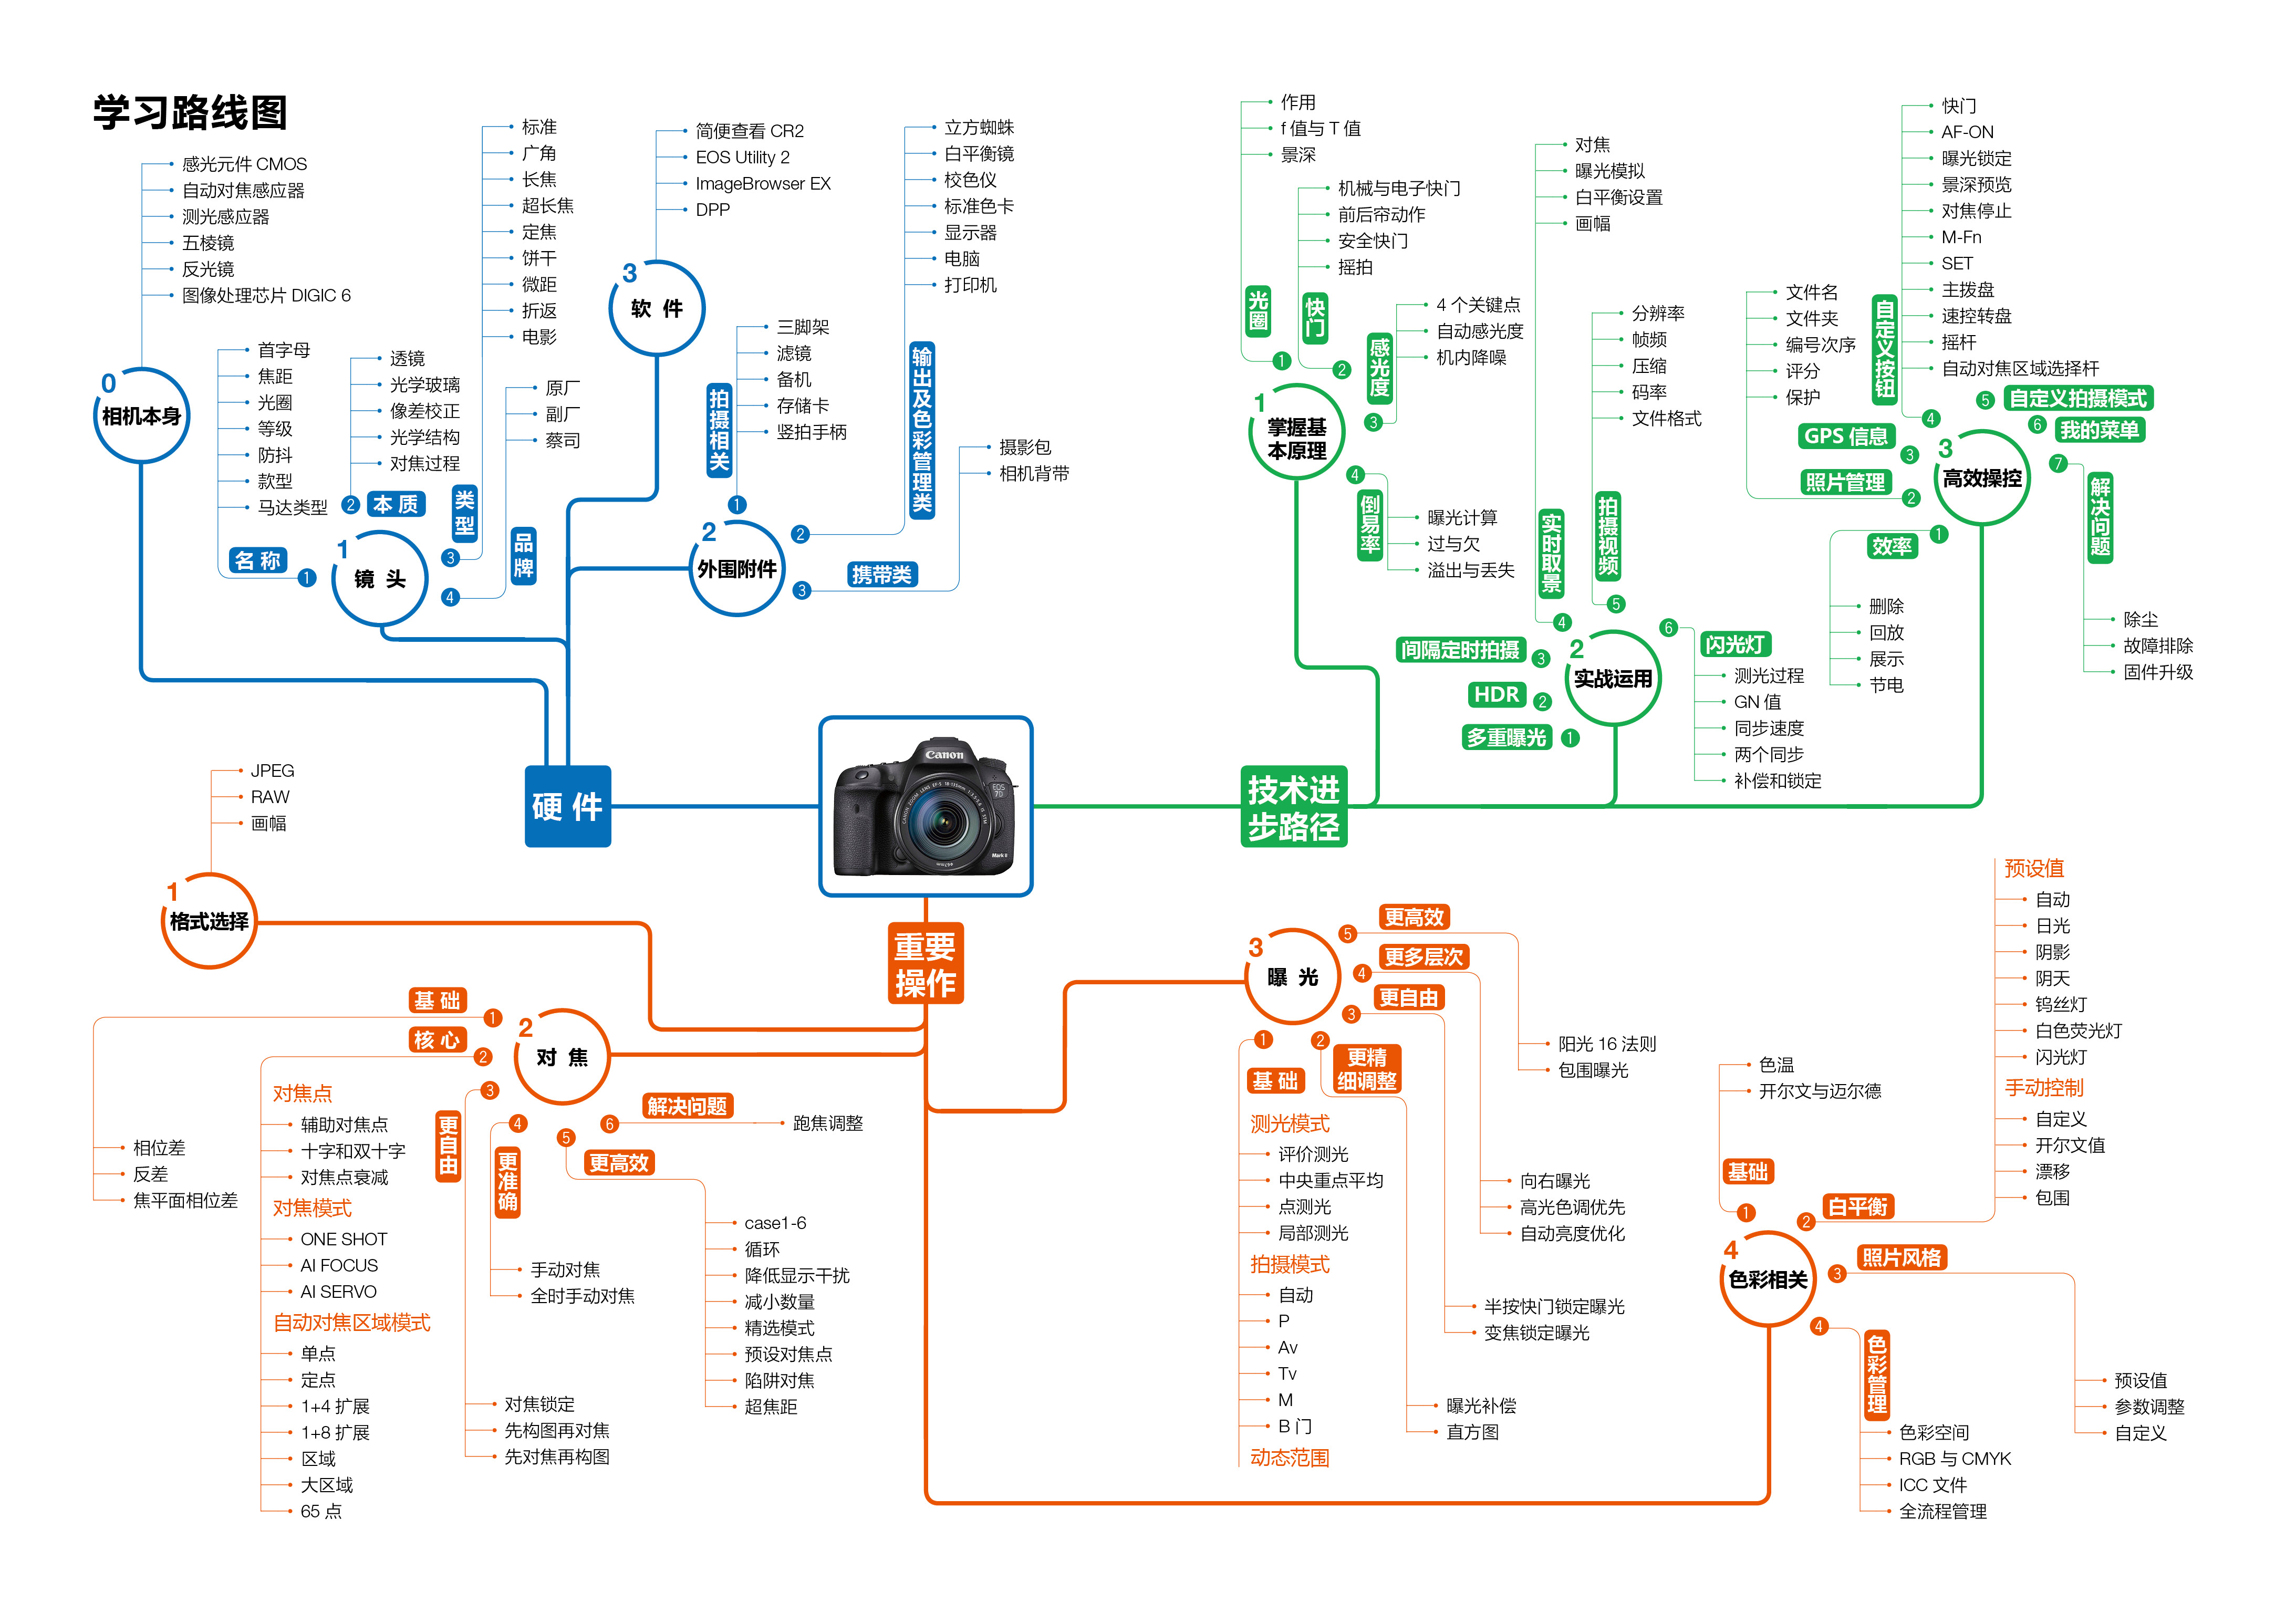 学习路线图
感光元件 CMOS
自动对焦感应器
测光感应器
五棱镜
反光镜
图像处理芯片 DIGIC 6
0
相机本身
首字母
焦距
光圈
等级
防抖
款型
马达类型
名 称
1
透镜
光学玻璃
像差校正
光学结构
对焦过程
2
本 质
1
镜 头
标准
广角
长焦
超长焦
定焦
饼干
微距
折返
电影
类型
3
原厂
副厂
蔡司
品牌
4
简便查看 CR2
EOS Utility 2
ImageBrowser EX
DPP
3
软 件
三脚架
滤镜
备机
存储卡
竖拍手柄
拍摄相关
1
2
外围附件
立方蜘蛛
白平衡镜
校色仪
标准色卡
显示器
电脑
打印机
输出及色彩管理类
2
摄影包
相机背带
携带类
3
硬 件
Canon
EOS
7D
Mark II
作用
f 值与 T 值
景深
光圈
1
机械与电子快门
前后帘动作
安全快门
摇拍
快门
2
4 个关键点
自动感光度
机内降噪
感光度
3
1
掌握基
本原理
4
倒易率
曝光计算
过与欠
溢出与丢失
对焦
曝光模拟
白平衡设置
画幅
实时取景
4
分辨率
帧频
压缩
码率
文件格式
拍摄视频
5
间隔定时拍摄
3
HDR
2
多重曝光
1
2
实战运用
6
闪光灯
测光过程
GN 值
同步速度
两个同步
补偿和锁定
快门
AF-ON
曝光锁定
景深预览
对焦停止
M-Fn
SET
主拨盘
速控转盘
摇杆
自动对焦区域选择杆
自定义按钮
4
文件名
文件夹
编号次序
评分
保护
照片管理
2
GPS 信息
3
5
自定义拍摄模式
6
我的菜单
7
解决问题
除尘
故障排除
固件升级
3
高效操控
效率
1
删除
回放
展示
节电
技术进
步路径
JPEG
RAW
画幅
1
格式选择
重要
操作
基 础
1
相位差
反差
焦平面相位差
核 心
2
对焦点
辅助对焦点
十字和双十字
对焦点衰减
对焦模式
ONE SHOT
AI FOCUS
AI SERVO
自动对焦区域模式
单点
定点
1+4 扩展
1+8 扩展
区域
大区域
65 点
2
对 焦
3
更自由
对焦锁定
先构图再对焦
先对焦再构图
4
更准确
手动对焦
全时手动对焦
5
更高效
case1-6
循环
降低显示干扰
减小数量
精选模式
预设对焦点
陷阱对焦
超焦距
6
解决问题
跑焦调整
3
曝 光
1
基 础
测光模式
评价测光
中央重点平均
点测光
局部测光
拍摄模式
自动
P
Av
Tv
M
B 门
动态范围
2
更精
细调整
曝光补偿
直方图
3
更自由
半按快门锁定曝光
变焦锁定曝光
4
更多层次
向右曝光
高光色调优先
自动亮度优化
5
更高效
阳光 16 法则
包围曝光
色温
开尔文与迈尔德
基础
1
4
色彩相关
2
白平衡
预设值
自动
日光
阴影
阴天
钨丝灯
白色荧光灯
闪光灯
手动控制
自定义
开尔文值
漂移
包围
3
照片风格
预设值
参数调整
自定义
4
色彩管理
色彩空间
RGB 与 CMYK
ICC 文件
全流程管理